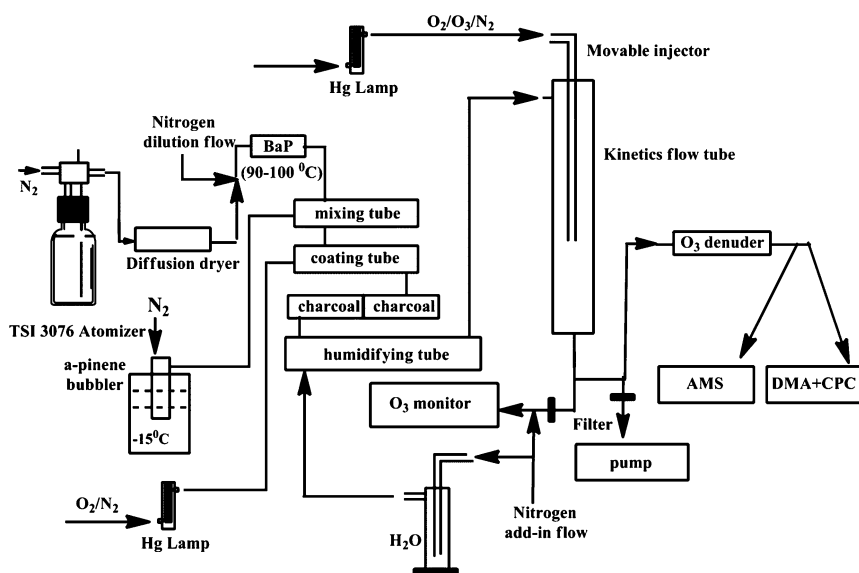 O₂/O₃/N₂
Movable injector
Hg Lamp
Nitrogen
dilution flow
BaP
(90-100 ⁰C)
Kinetics flow tube
N₂
mixing tube
Diffusion dryer
coating tube
O₃ denuder
charcoal
charcoal
TSI 3076 Atomizer
N₂
humidifying tube
a-pinene
bubbler
AMS
DMA+CPC
O₃ monitor
Filter
-15⁰C
pump
O₂/N₂
Hg Lamp
H₂O
Nitrogen
add-in flow